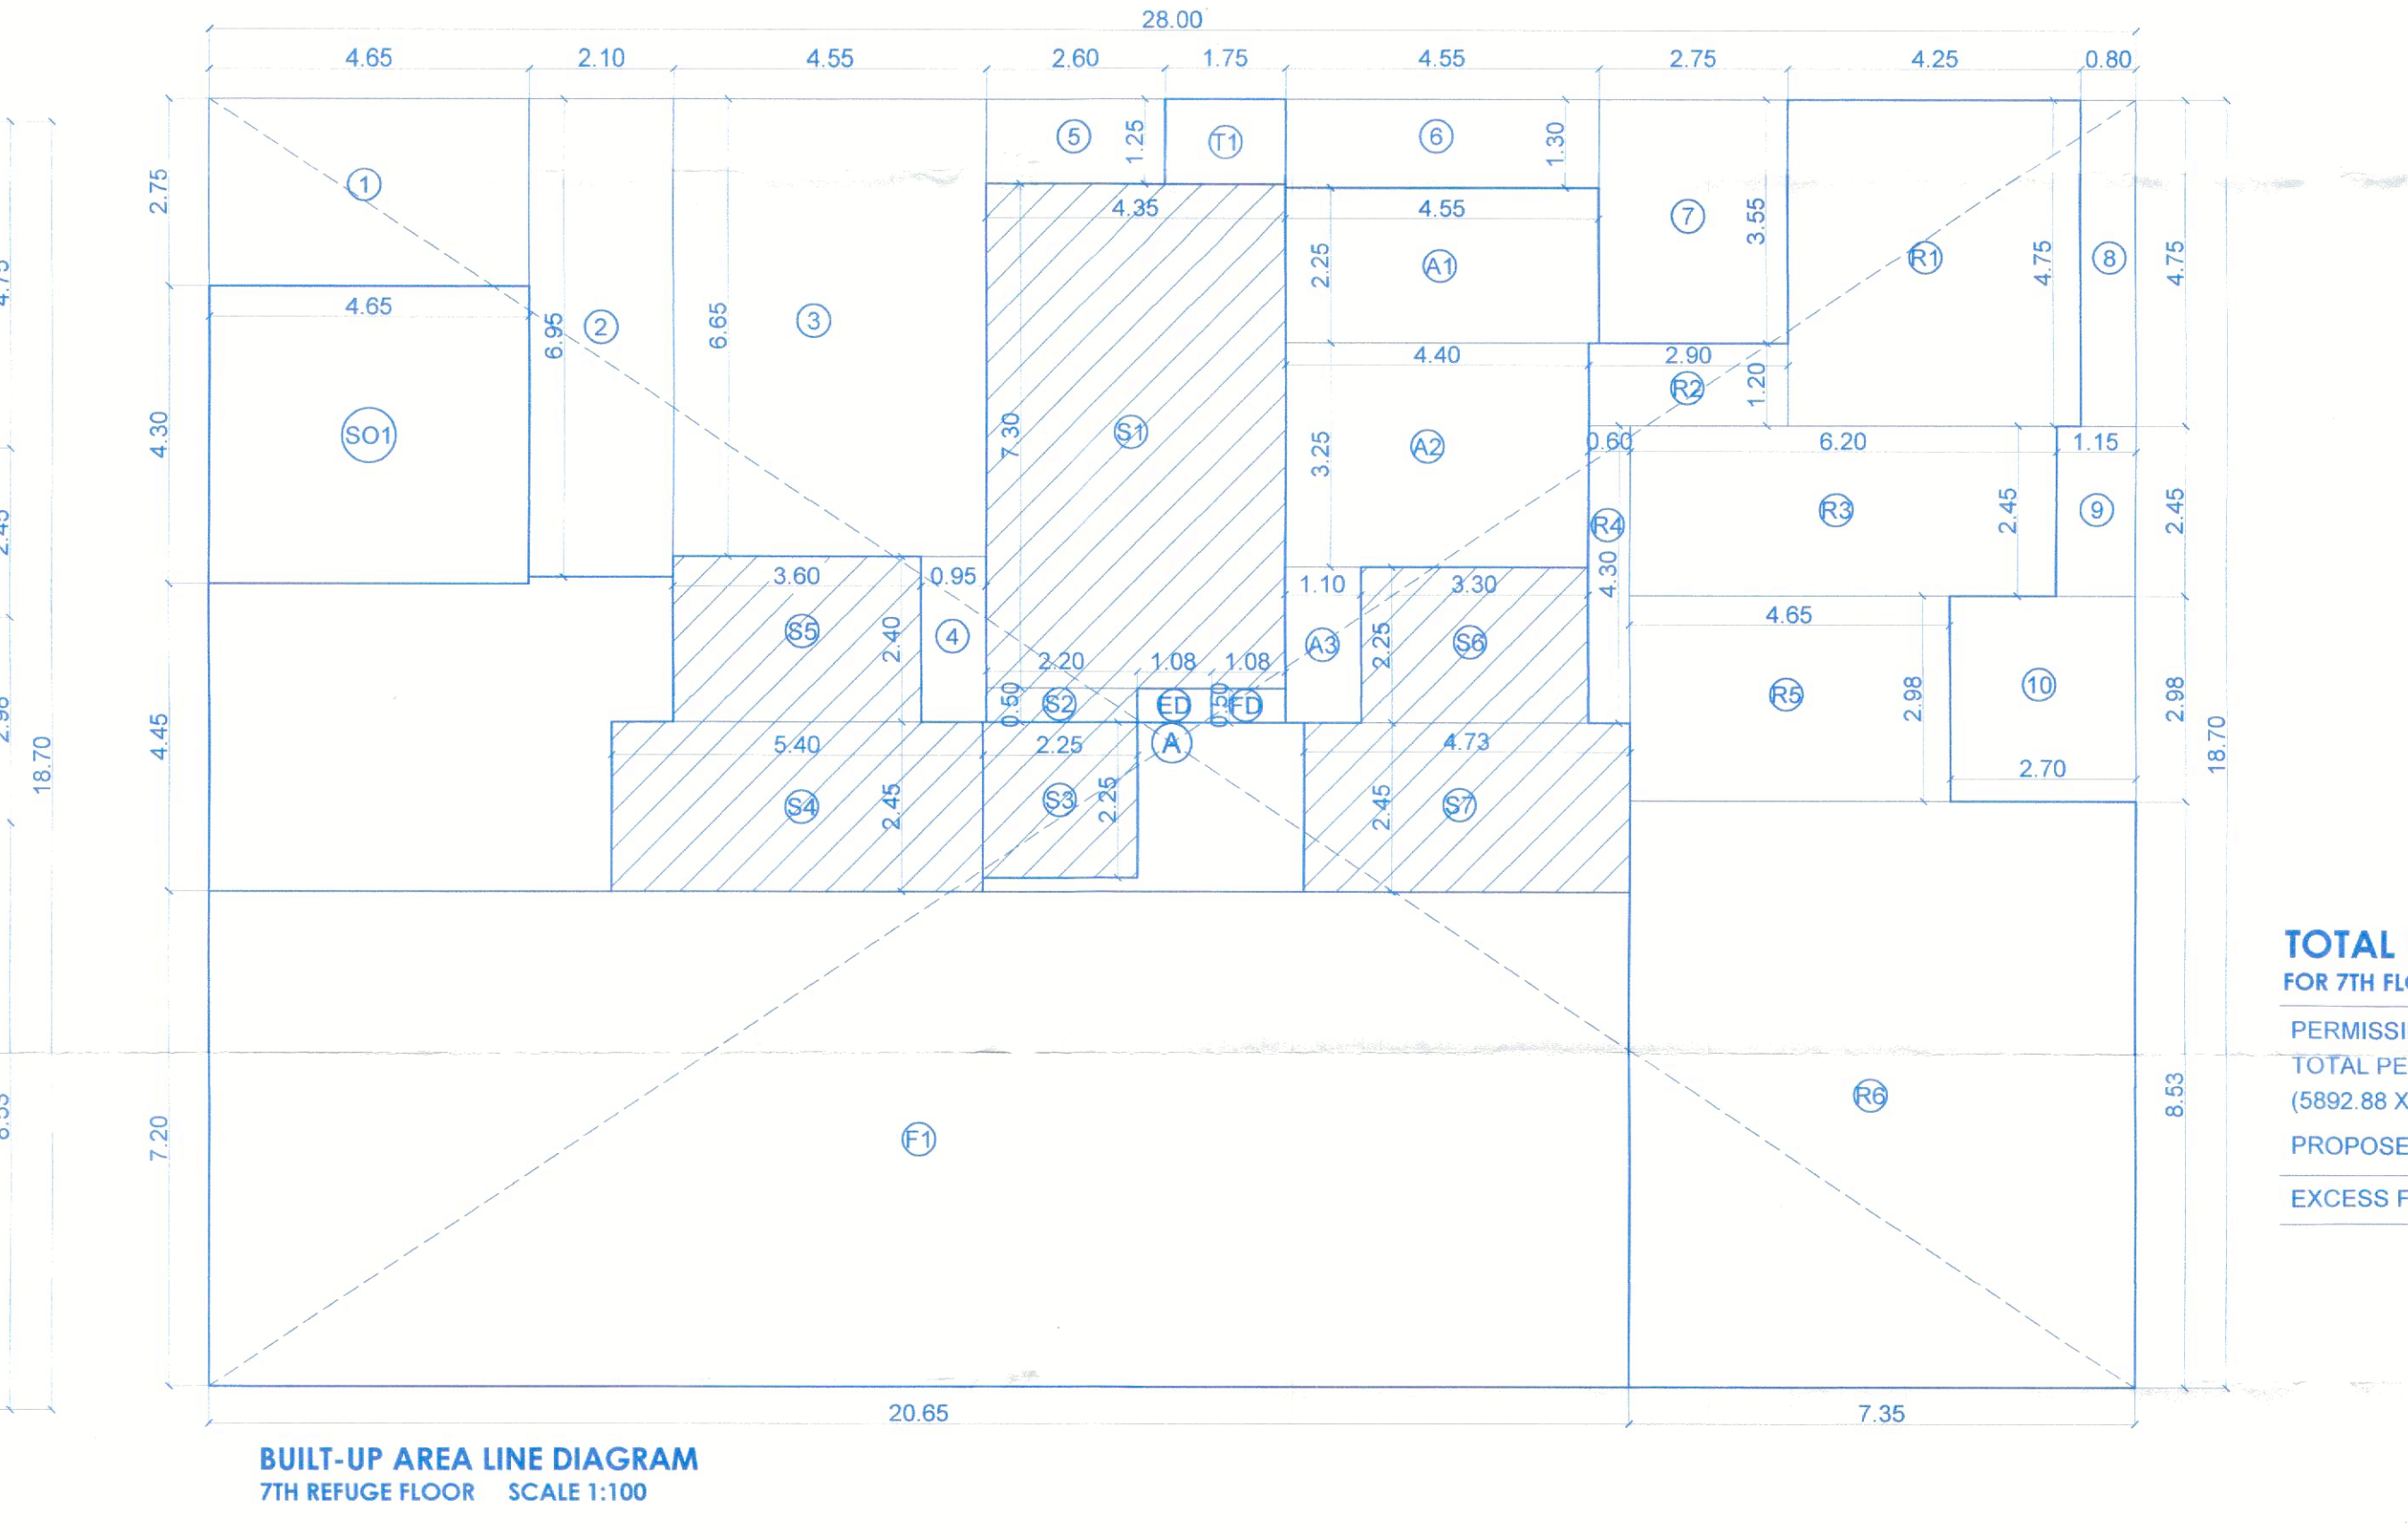 28.00
4.65 2.10 4.55 2.60 1.75 4.55 2.75 4.25 0.80
5 1.25 T1 6 1.30
1 2.75
4.35 4.55 7 3.55
2.25 A1 R1 4.75 8 4.75
4.65
6.95 2 6.65 3
4.40 2.90
R2 1.20
SO1 4.30 7.30 S1 3.25 A2
0.60 6.20 1.15
R4 R3 2.45 9 2.45
3.60 0.95 1.10 3.30 4.30
4.65
S5 2.40 4 A3 2.25 S6
2.20 1.08 1.08
0.50 S2 ED 0.50 FD
R5 2.98 10 2.98
4.45 5.40 2.25 A 4.73
2.70
S4 2.45 S3 2.25 2.45 S7
18.70 18.70
7.20 F1 R6 8.53
20.65 7.35
4.75
2.45
2.98
8.53
TOTAL
FOR 7TH FL
PERMISSI
TOTAL PE
(5892.88 X
PROPOSE
EXCESS F
BUILT-UP AREA LINE DIAGRAM
7TH REFUGE FLOOR SCALE 1:100